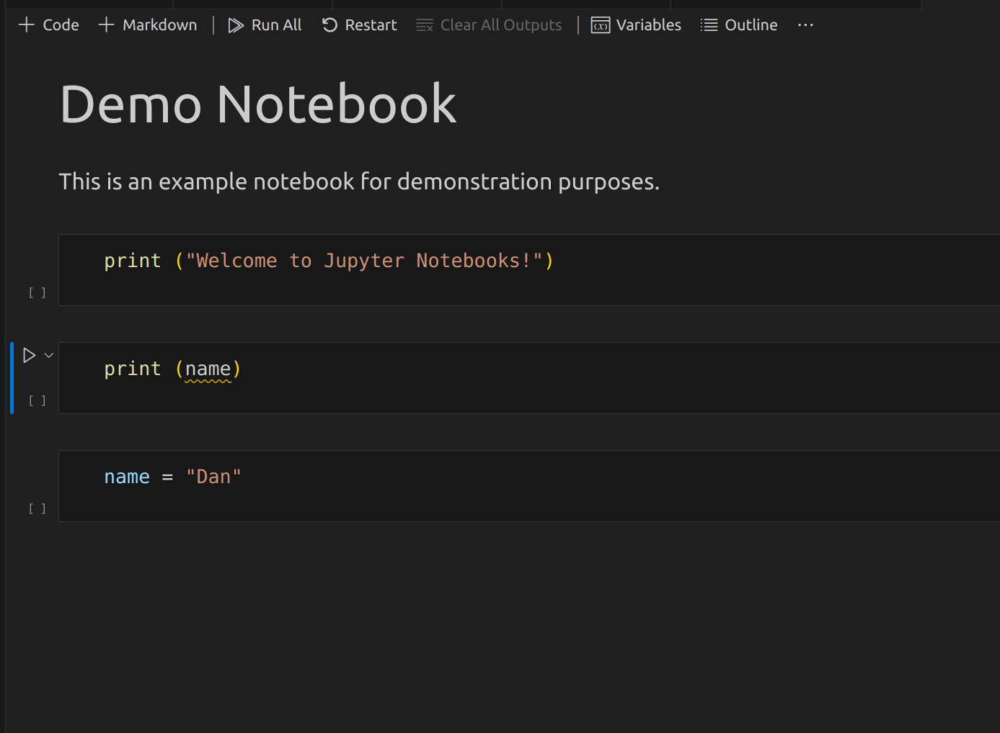 + Code + Markdown | Run All Restart Clear All Outputs | (x) Variables Outline ...
Demo Notebook
This is an example notebook for demonstration purposes.
print ("Welcome to Jupyter Notebooks!")
[ ]
print (name)
[ ]
name = "Dan"
[ ]